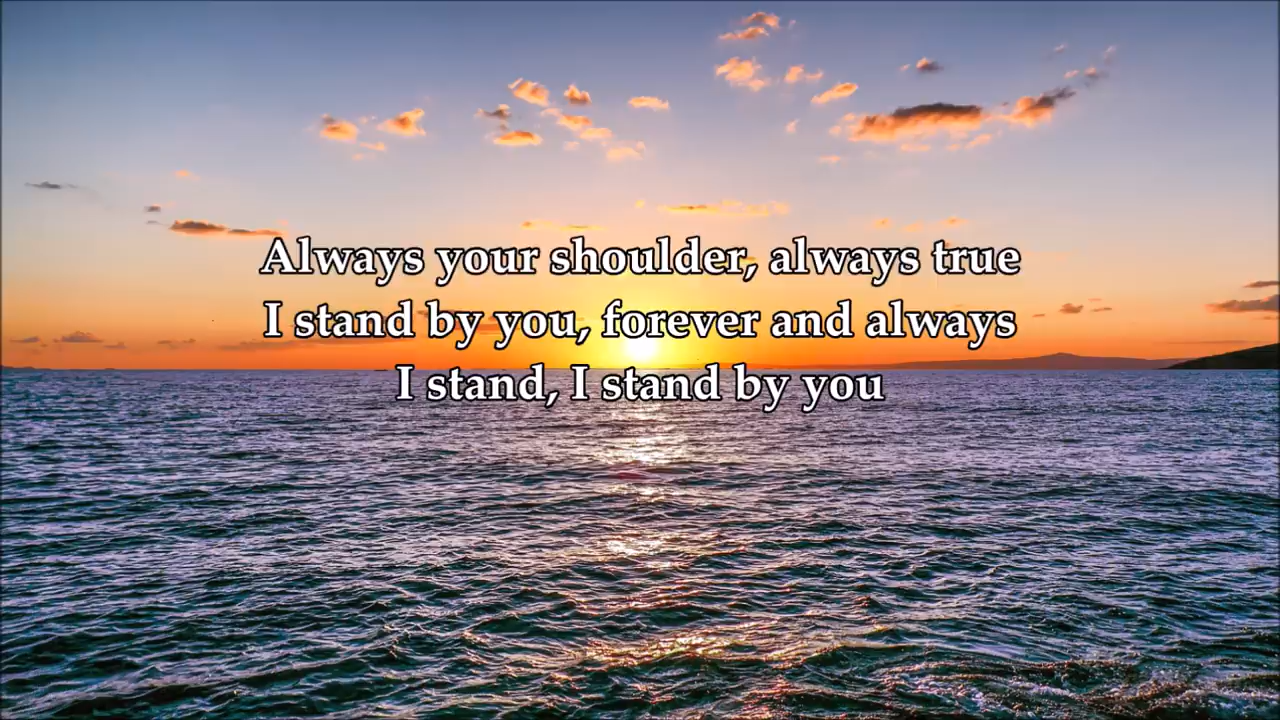 Always your shoulder, always true
I stand by you, forever and always
I stand, I stand by you